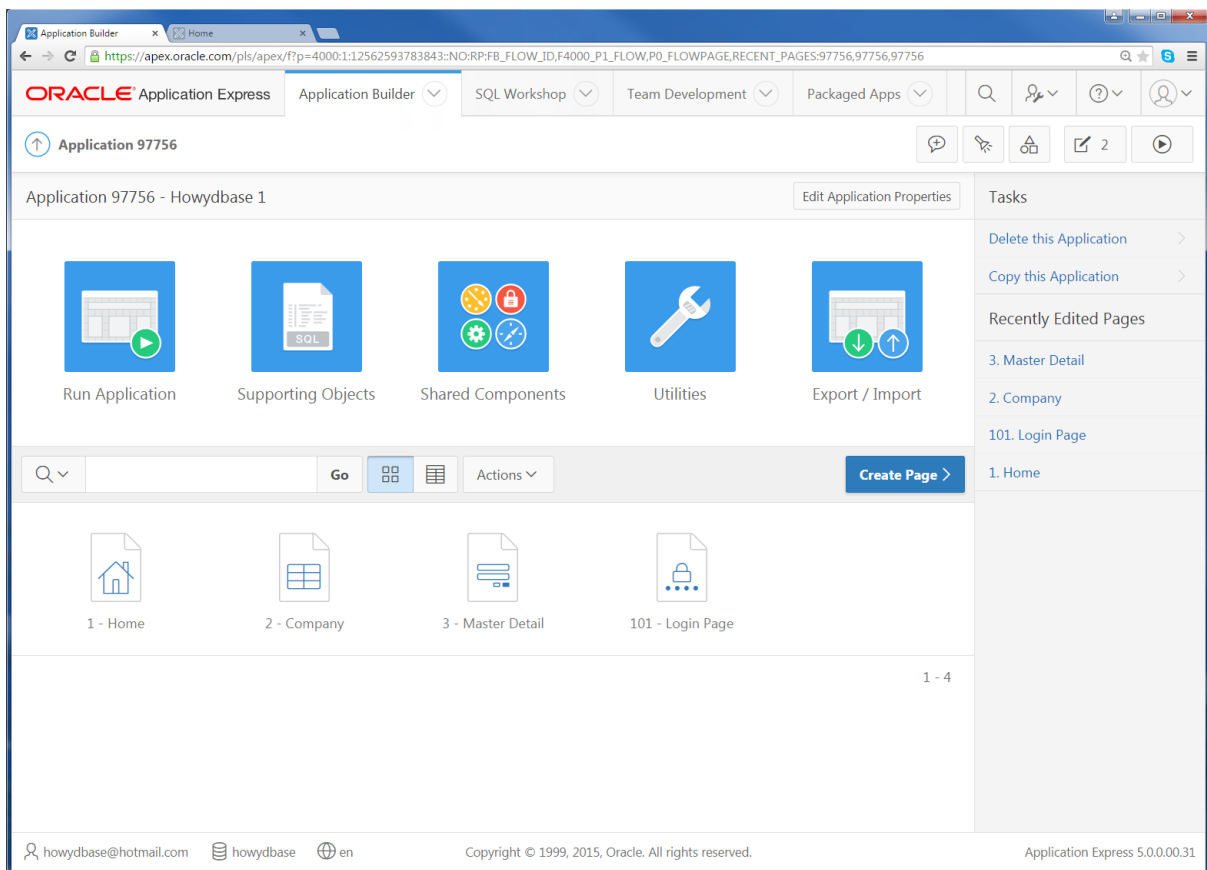 Application Builder
Home
https://apex.oracle.com/pls/apex/f?p=4000:1:12562593783843::NO:RP:FB_FLOW_ID,F4000_P1_FLOW,P0_FLOWPAGE,RECENT_PAGES:97756,97756,97756
ORACLE Application Express
Application Builder
SQL Workshop
Team Development
Packaged Apps
Application 97756
2
Application 97756 - Howydbase 1
Edit Application Properties
Tasks
Delete this Application
Copy this Application
Recently Edited Pages
3. Master Detail
2. Company
101. Login Page
1. Home
SQL
Run Application
Supporting Objects
Shared Components
Utilities
Export / Import
Go
Actions
Create Page
1 - Home
2 - Company
3 - Master Detail
101 - Login Page
1 - 4
howydbase@hotmail.com
howydbase
en
Copyright © 1999, 2015, Oracle. All rights reserved.
Application Express 5.0.0.00.31